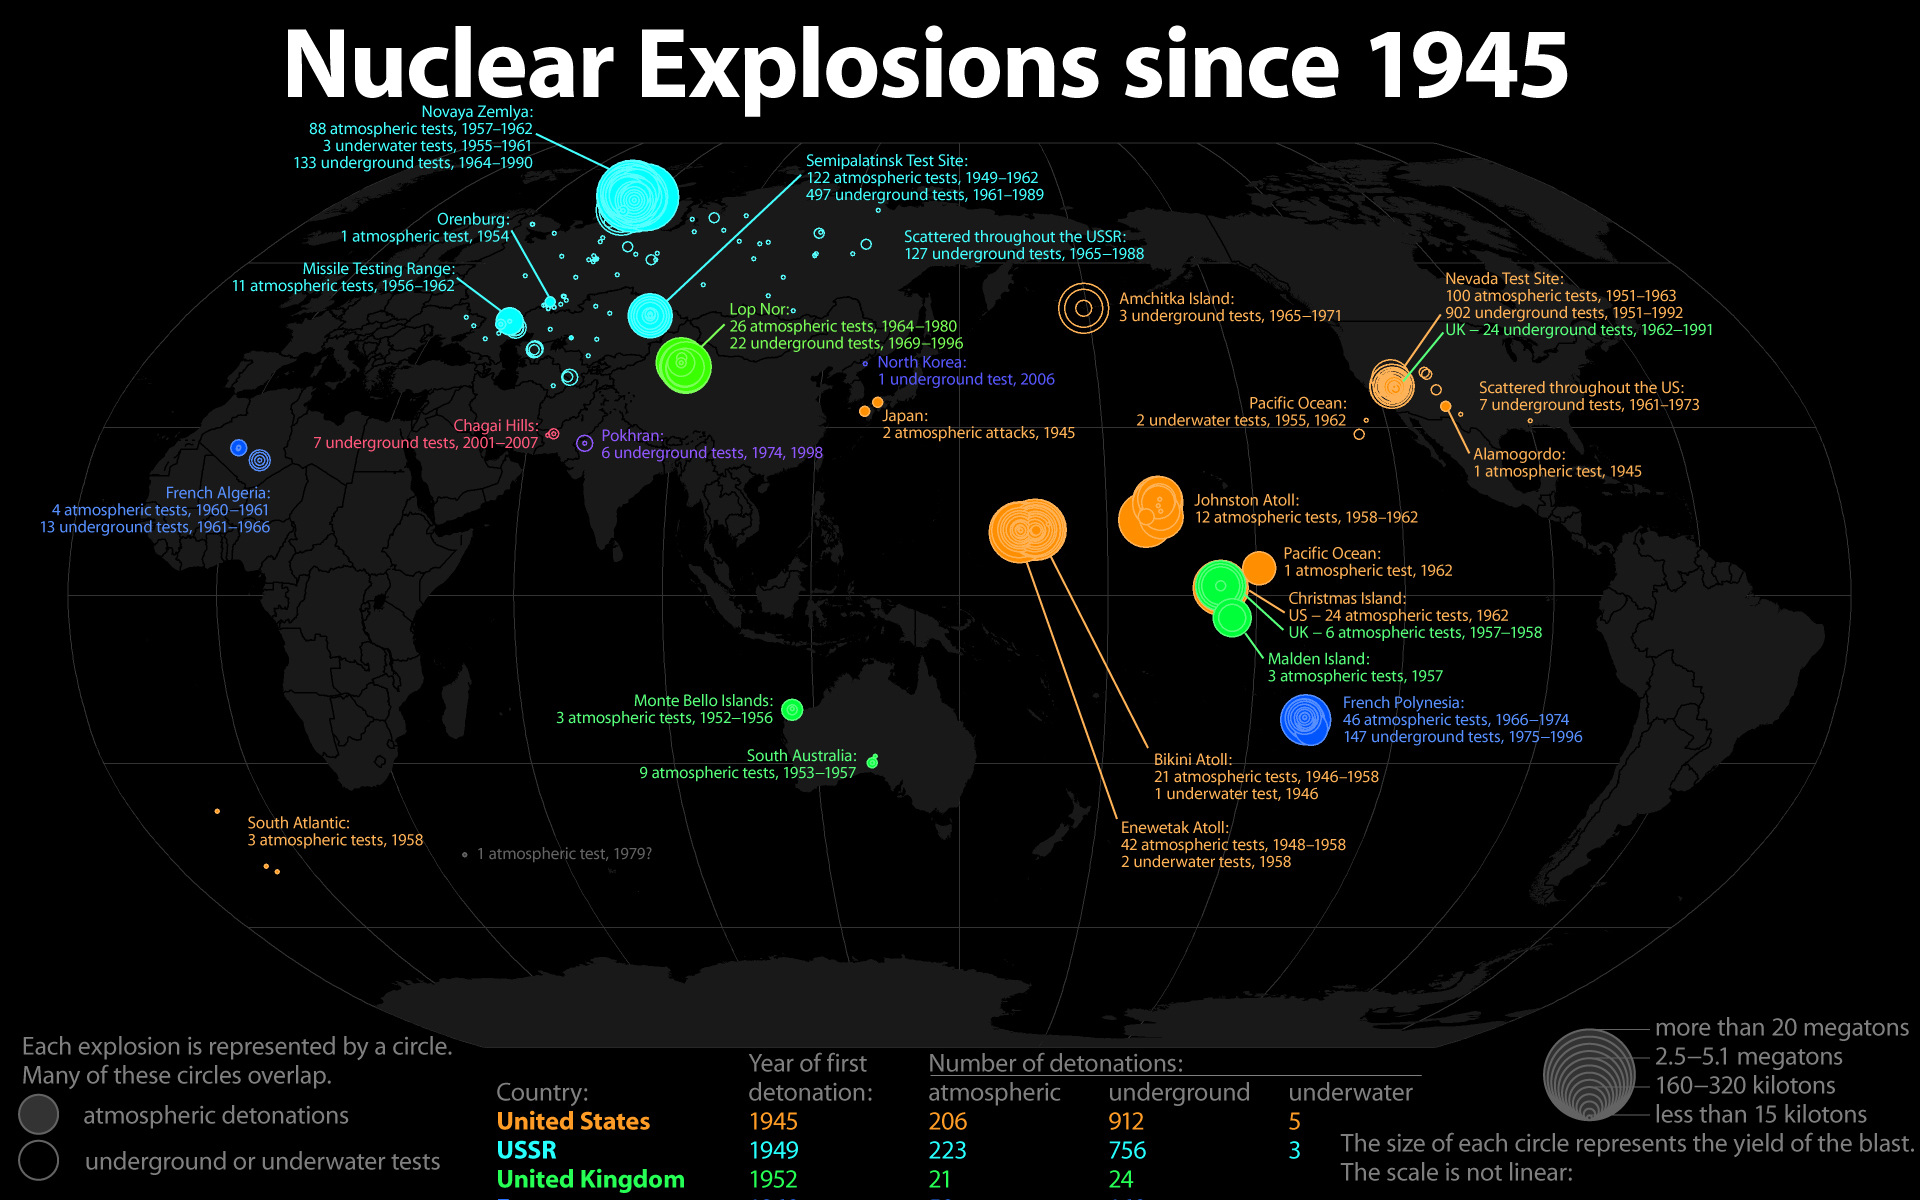 Nuclear Explosions since 1945
Novaya Zemlya:
88 atmospheric tests, 1957–1962
3 underwater tests, 1955–1961
133 underground tests, 1964–1990
Semipalatinsk Test Site:
122 atmospheric tests, 1949–1962
497 underground tests, 1961–1989
Orenburg:
1 atmospheric test, 1954
Scattered throughout the USSR:
127 underground tests, 1965–1988
Missile Testing Range:
11 atmospheric tests, 1956–1962
Lop Nor:
26 atmospheric tests, 1964–1980
22 underground tests, 1969–1996
Amchitka Island:
3 underground tests, 1965–1971
Nevada Test Site:
100 atmospheric tests, 1951–1963
902 underground tests, 1951–1992
UK – 24 underground tests, 1962–1991
North Korea:
1 underground test, 2006
Scattered throughout the US:
7 underground tests, 1961–1973
Pacific Ocean:
2 underwater tests, 1955, 1962
Japan:
2 atmospheric attacks, 1945
Chagai Hills:
7 underground tests, 2001–2007
Pokhran:
6 underground tests, 1974, 1998
Alamogordo:
1 atmospheric test, 1945
French Algeria:
4 atmospheric tests, 1960–1961
13 underground tests, 1961–1966
Johnston Atoll:
12 atmospheric tests, 1958–1962
Pacific Ocean:
1 atmospheric test, 1962
Christmas Island:
US – 24 atmospheric tests, 1962
UK – 6 atmospheric tests, 1957–1958
Malden Island:
3 atmospheric tests, 1957
Monte Bello Islands:
3 atmospheric tests, 1952–1956
French Polynesia:
46 atmospheric tests, 1966–1974
147 underground tests, 1975–1996
South Australia:
9 atmospheric tests, 1953–1957
Bikini Atoll:
21 atmospheric tests, 1946–1958
1 underwater test, 1946
South Atlantic:
3 atmospheric tests, 1958
1 atmospheric test, 1979?
Enewetak Atoll:
42 atmospheric tests, 1948–1958
2 underwater tests, 1958
Each explosion is represented by a circle.
Many of these circles overlap.
atmospheric detonations
underground or underwater tests
Year of first Number of detonations:
Country: detonation: atmospheric underground underwater
United States 1945 206 912 5
USSR 1949 223 756 3
United Kingdom 1952 21 24
more than 20 megatons
2.5–5.1 megatons
160–320 kilotons
less than 15 kilotons
The size of each circle represents the yield of the blast.
The scale is not linear: